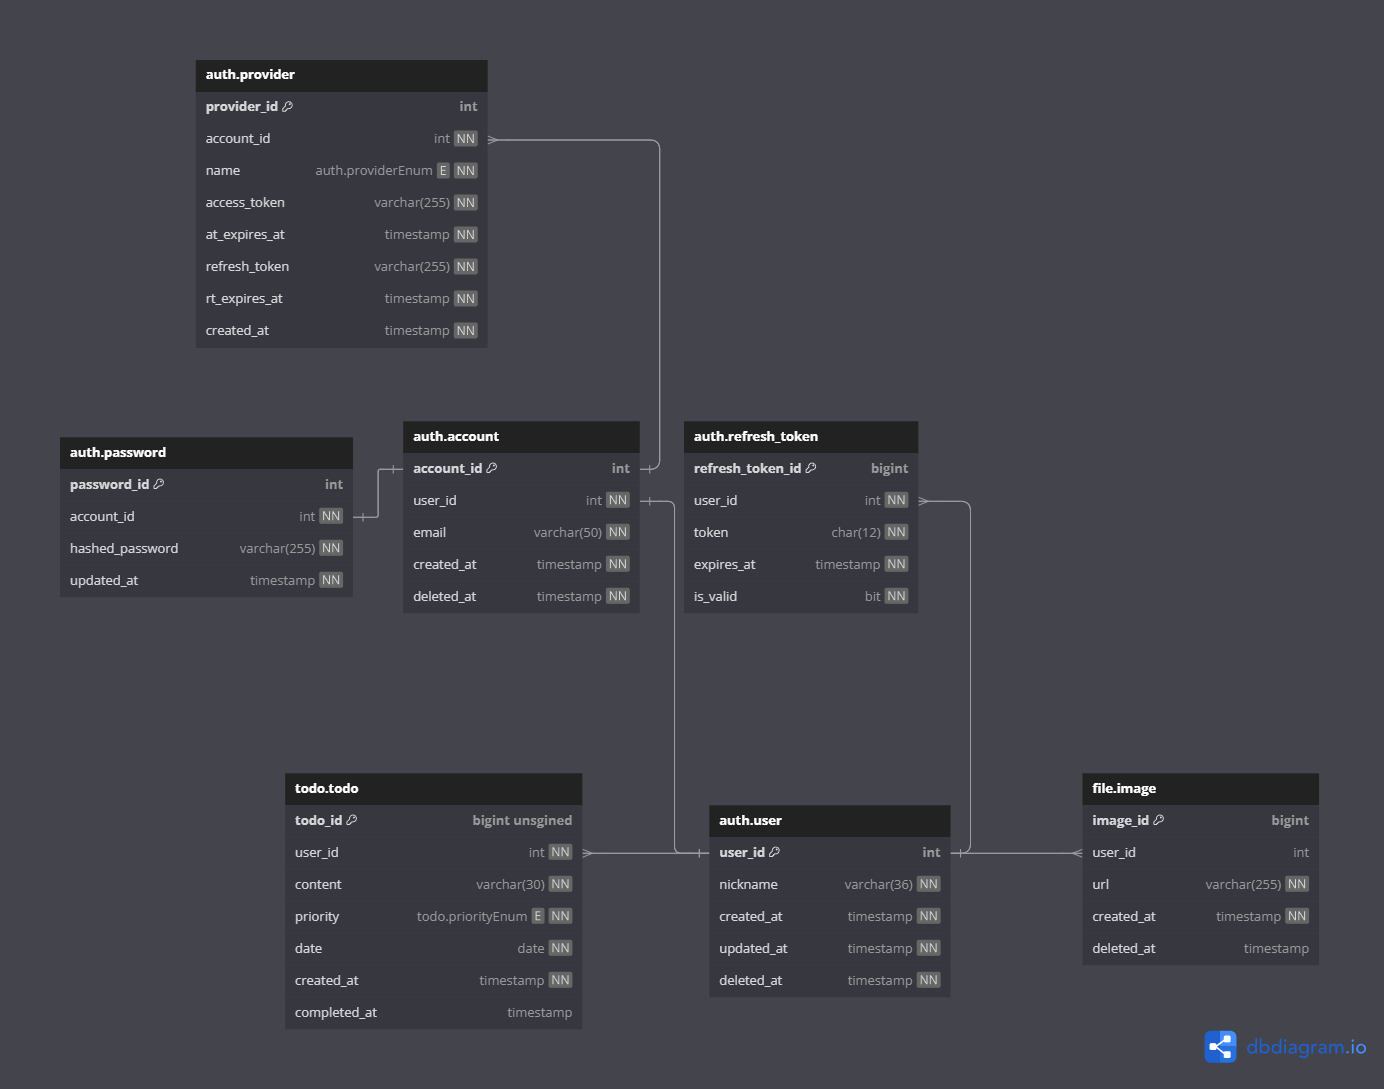 auth.provider
provider_id int
account_id int NN
name auth.providerEnum E NN
access_token varchar(255) NN
at_expires_at timestamp NN
refresh_token varchar(255) NN
rt_expires_at timestamp NN
created_at timestamp NN
auth.password
password_id int
account_id int NN
hashed_password varchar(255) NN
updated_at timestamp NN
auth.account
account_id int
user_id int NN
email varchar(50) NN
created_at timestamp NN
deleted_at timestamp NN
auth.refresh_token
refresh_token_id bigint
user_id int NN
token char(12) NN
expires_at timestamp NN
is_valid bit NN
todo.todo
todo_id bigint unsgined
user_id int NN
content varchar(30) NN
priority todo.priorityEnum E NN
date date NN
created_at timestamp NN
completed_at timestamp
auth.user
user_id int
nickname varchar(36) NN
created_at timestamp NN
updated_at timestamp NN
deleted_at timestamp NN
file.image
image_id bigint
user_id int
url varchar(255) NN
created_at timestamp NN
deleted_at timestamp
dbdiagram.io